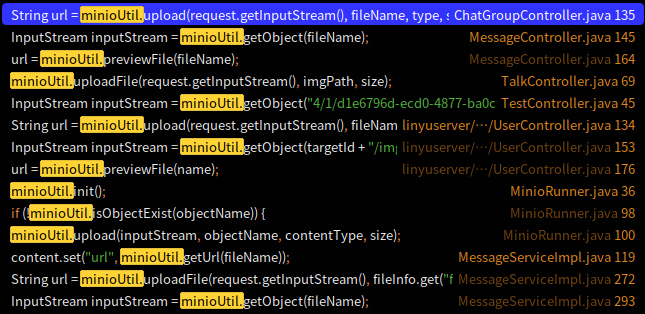 String url = minioUtil.upload(request.getInputStream(), fileName, type, s ChatGroupController.java 135
InputStream inputStream = minioUtil.getObject(fileName); MessageController.java 145
url = minioUtil.previewFile(fileName); MessageController.java 164
minioUtil.uploadFile(request.getInputStream(), imgPath, size); TalkController.java 69
InputStream inputStream = minioUtil.getObject("4/1/d1e6796d-ecd0-4877-ba0c TestController.java 45
String url = minioUtil.upload(request.getInputStream(), fileNam linyuserver/⋯/UserController.java 134
InputStream inputStream = minioUtil.getObject(targetId + "/img linyuserver/⋯/UserController.java 153
url = minioUtil.previewFile(name); linyuserver/⋯/UserController.java 176
minioUtil.init(); MinioRunner.java 36
if (!minioUtil.isObjectExist(objectName)) { MinioRunner.java 98
minioUtil.upload(inputStream, objectName, contentType, size); MinioRunner.java 100
content.set("url", minioUtil.getUrl(fileName)); MessageServiceImpl.java 119
String url = minioUtil.uploadFile(request.getInputStream(), fileInfo.get("f MessageServiceImpl.java 272
InputStream inputStream = minioUtil.getObject(fileName); MessageServiceImpl.java 293